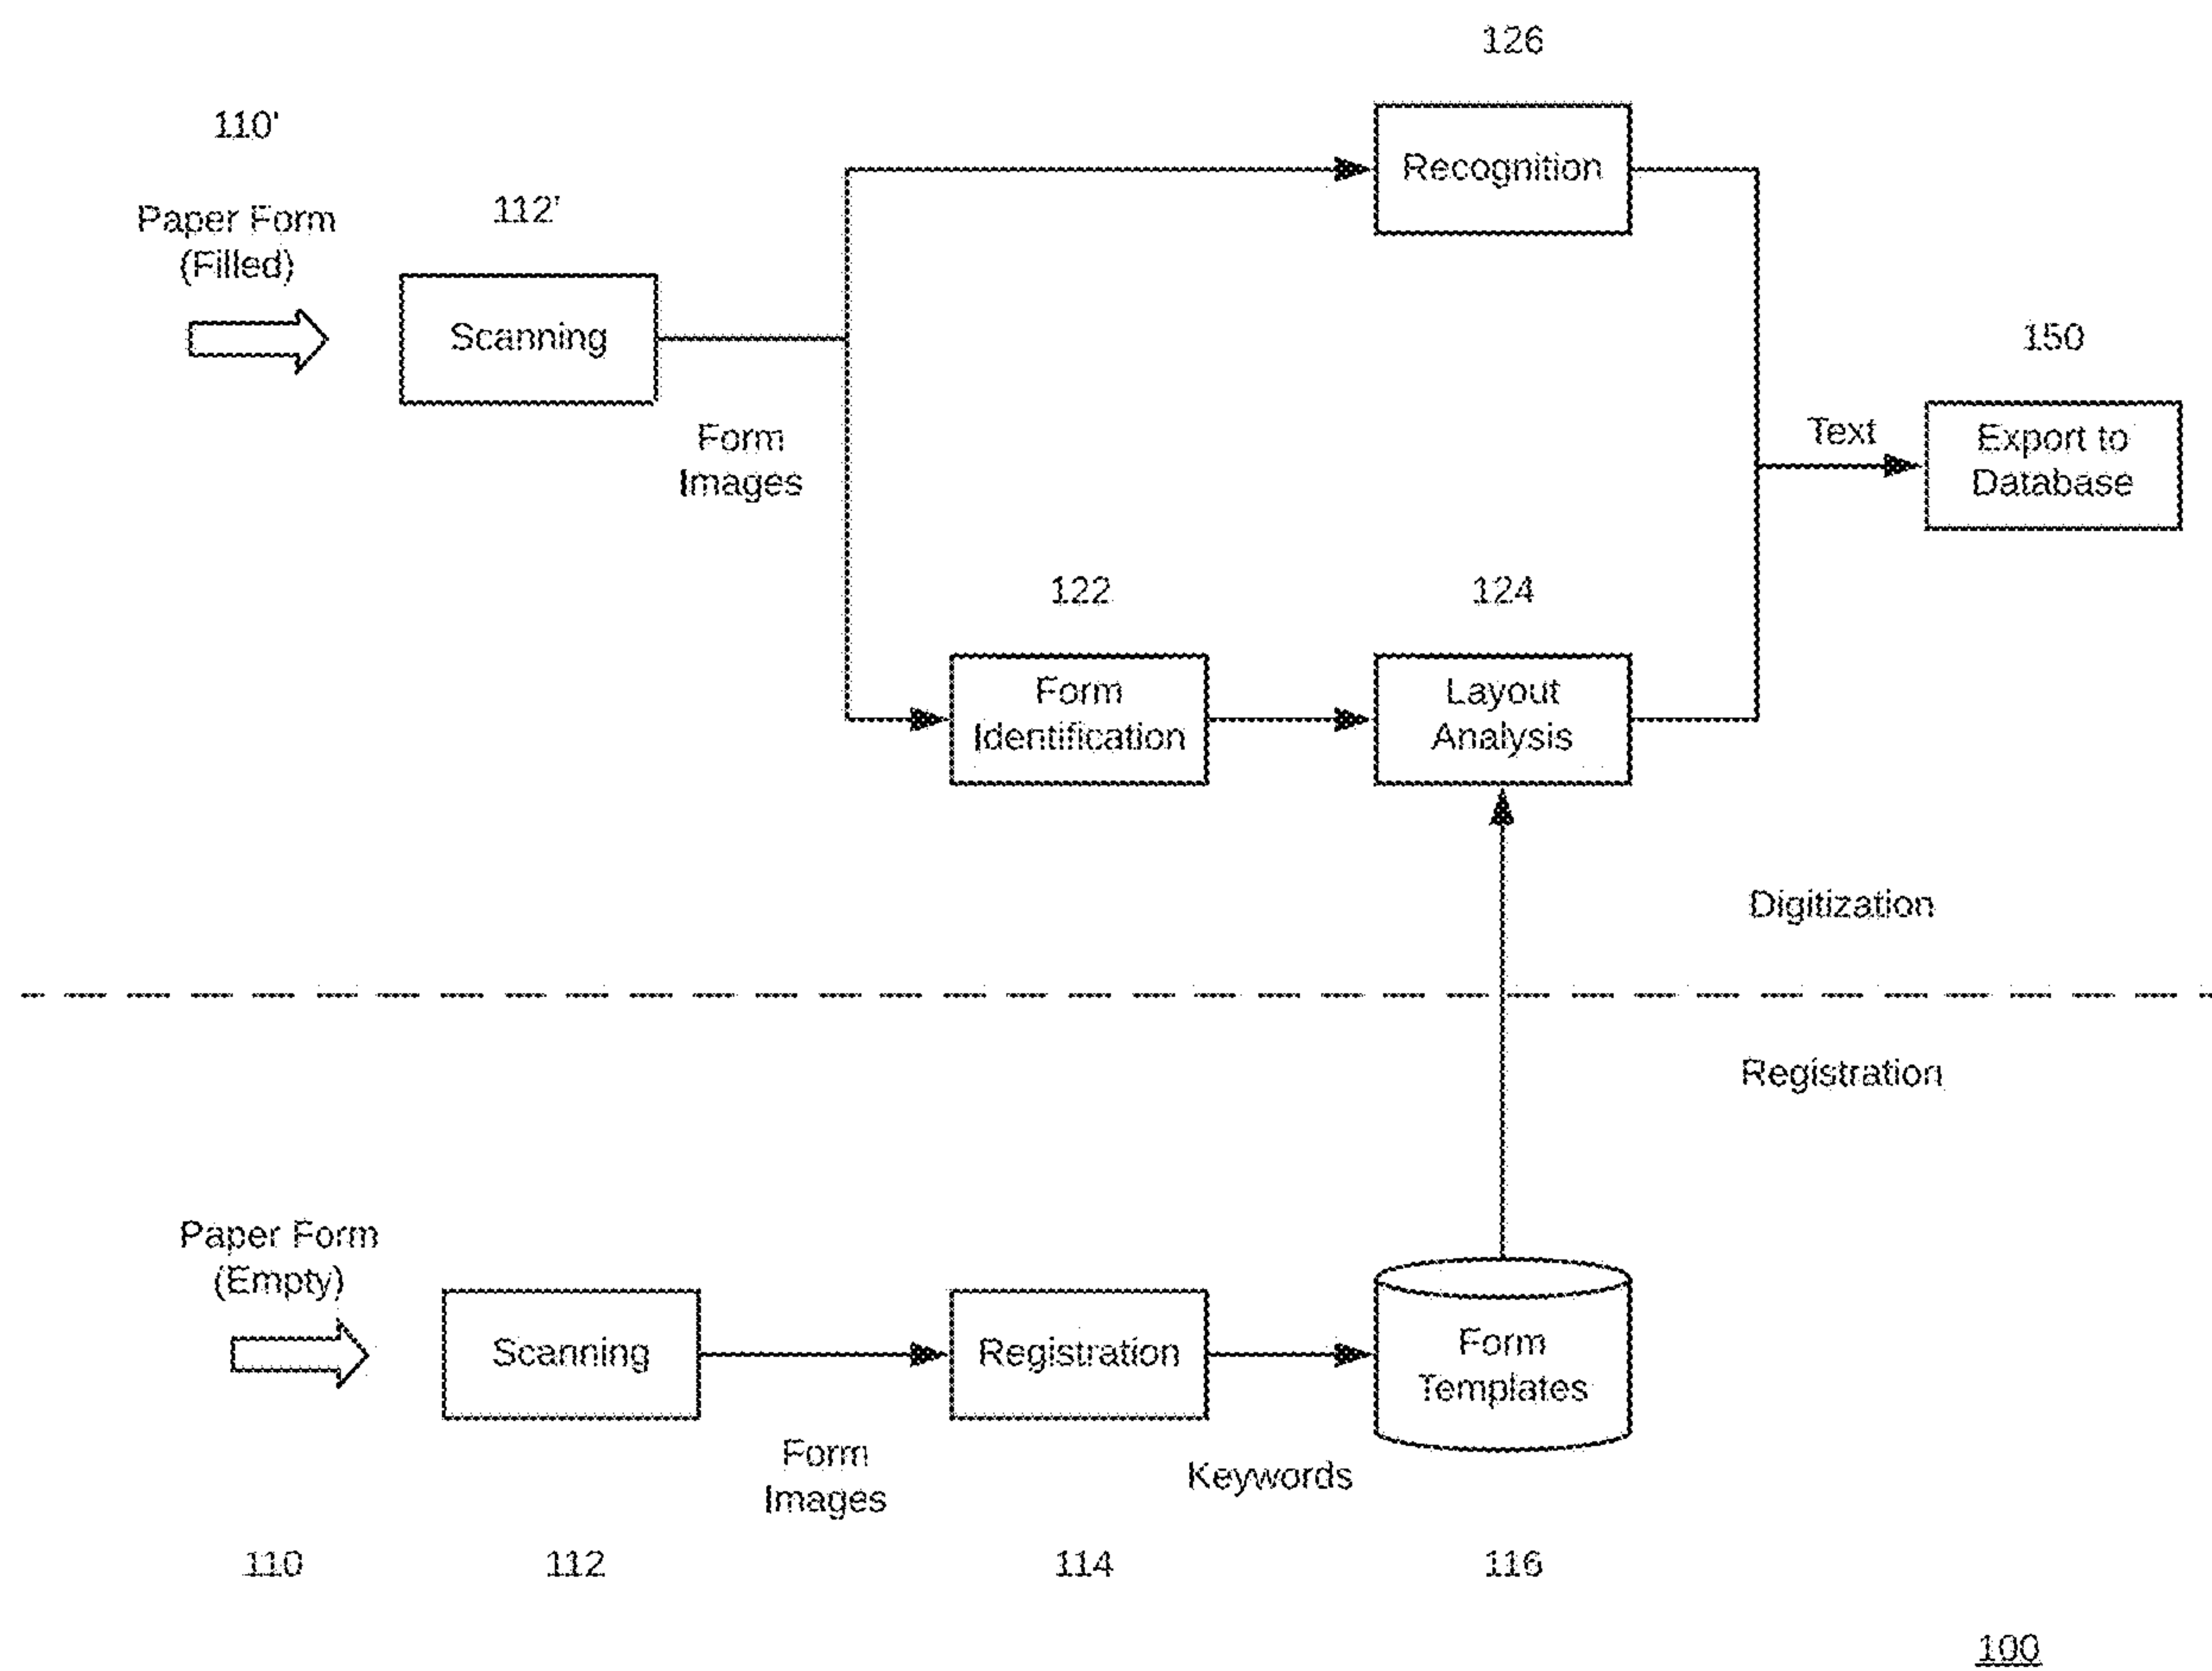 126
110'
Paper Form
(Filled)
112'
Recognition
Scanning
150
Form
Images
Text
Export to
Database
122
124
Form
Identification
Layout
Analysis
Digitization
Registration
Paper Form
(Empty)
Scanning
Registration
Form
Templates
Form
Images
Keywords
110
112
114
116
100